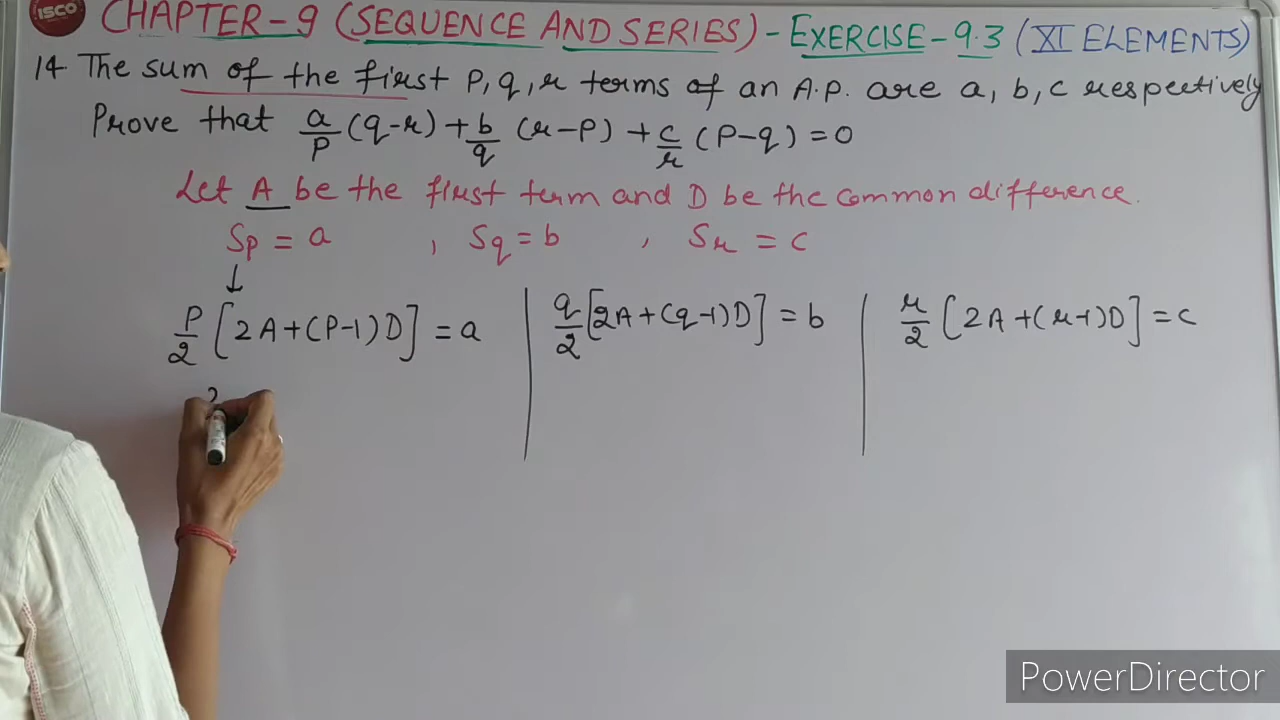 ISCO
CHAPTER-9 (SEQUENCE AND SERIES) - EXERCISE-9.3 (XI ELEMENTS)
14. The sum of the first P, q, r terms of an A.P. are a, b, c respectively
Prove that a/P (q-r) + b/q (r-P) + c/r (P-q) = 0
Let A be the first term and D be the common difference.
Sp = a , Sq = b , Sr = c
↓
P/2 [2A+(P-1)D] = a | q/2 [2A+(q-1)D] = b | r/2 [2A+(r-1)D] = c
2
PowerDirector